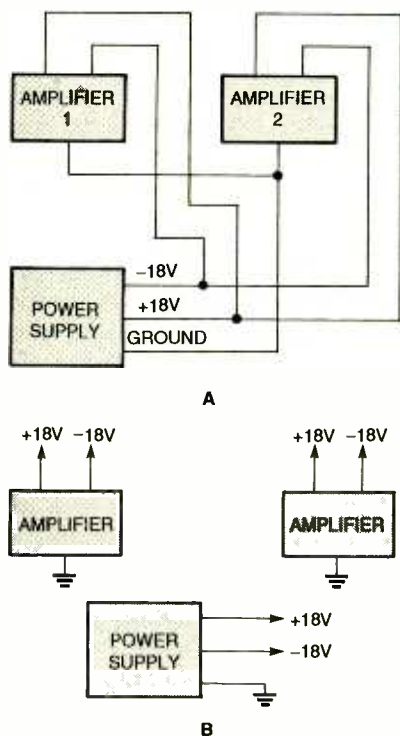 AMPLIFIER
1
AMPLIFIER
2
–18V
+18V
POWER
SUPPLY
GROUND
A
+18V –18V
+18V –18V
AMPLIFIER
AMPLIFIER
POWER
SUPPLY
+18V
–18V
B